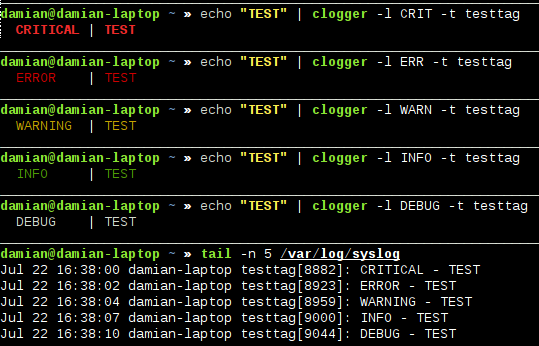 damian@damian-laptop ~ » echo "TEST" | clogger -l CRIT -t testtag
CRITICAL | TEST
damian@damian-laptop ~ » echo "TEST" | clogger -l ERR -t testtag
ERROR | TEST
damian@damian-laptop ~ » echo "TEST" | clogger -l WARN -t testtag
WARNING | TEST
damian@damian-laptop ~ » echo "TEST" | clogger -l INFO -t testtag
INFO | TEST
damian@damian-laptop ~ » echo "TEST" | clogger -l DEBUG -t testtag
DEBUG | TEST
damian@damian-laptop ~ » tail -n 5 /var/log/syslog
Jul 22 16:38:00 damian-laptop testtag[8882]: CRITICAL - TEST
Jul 22 16:38:02 damian-laptop testtag[8923]: ERROR - TEST
Jul 22 16:38:04 damian-laptop testtag[8959]: WARNING - TEST
Jul 22 16:38:07 damian-laptop testtag[9000]: INFO - TEST
Jul 22 16:38:10 damian-laptop testtag[9044]: DEBUG - TEST